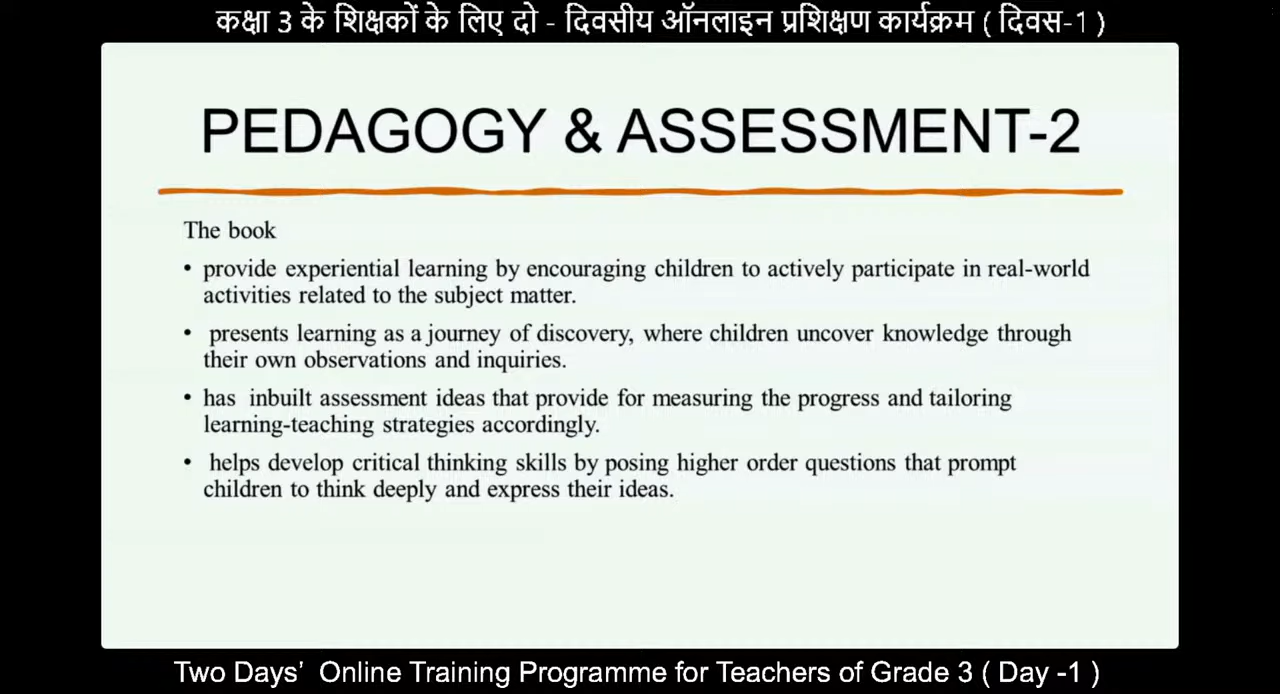 कक्षा 3 के शिक्षकों के लिए दो - दिवसीय ऑनलाइन प्रशिक्षण कार्यक्रम ( दिवस-1 )
PEDAGOGY & ASSESSMENT-2
The book
• provide experiential learning by encouraging children to actively participate in real-world
activities related to the subject matter.
• presents learning as a journey of discovery, where children uncover knowledge through
their own observations and inquiries.
• has inbuilt assessment ideas that provide for measuring the progress and tailoring
learning-teaching strategies accordingly.
• helps develop critical thinking skills by posing higher order questions that prompt
children to think deeply and express their ideas.
Two Days’ Online Training Programme for Teachers of Grade 3 ( Day -1 )